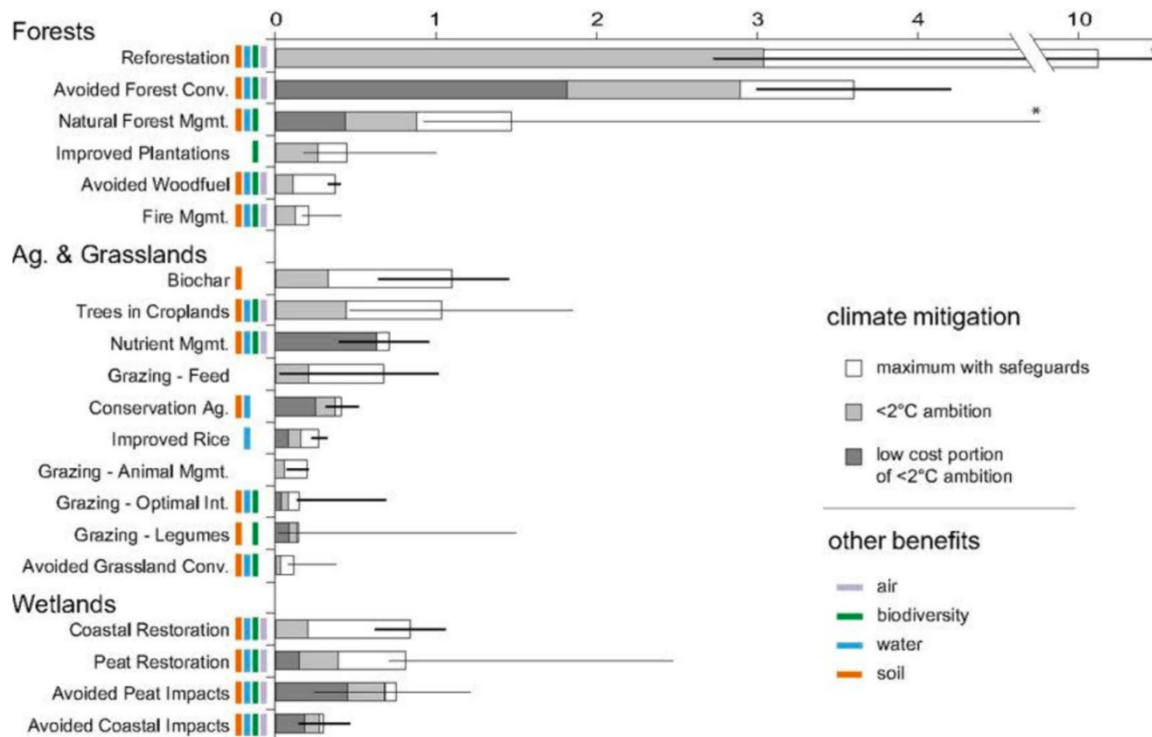 0 1 2 3 10
Forests
Reforestation
Avoided Forest Conv.
Natural Forest Mgmt. *
Improved Plantations
Avoided Woodfuel
Fire Mgmt.
Ag. & Grasslands
Biochar
Trees in Croplands
Nutrient Mgmt.
Grazing - Feed
Conservation Ag.
Improved Rice
Grazing - Animal Mgmt.
Grazing - Optimal Int.
Grazing - Legumes
Avoided Grassland Conv.
Wetlands
Coastal Restoration
Peat Restoration
Avoided Peat Impacts
Avoided Coastal Impacts
climate mitigation
maximum with safeguards
<2°C ambition
low cost portion
of <2°C ambition
other benefits
air
biodiversity
water
soil